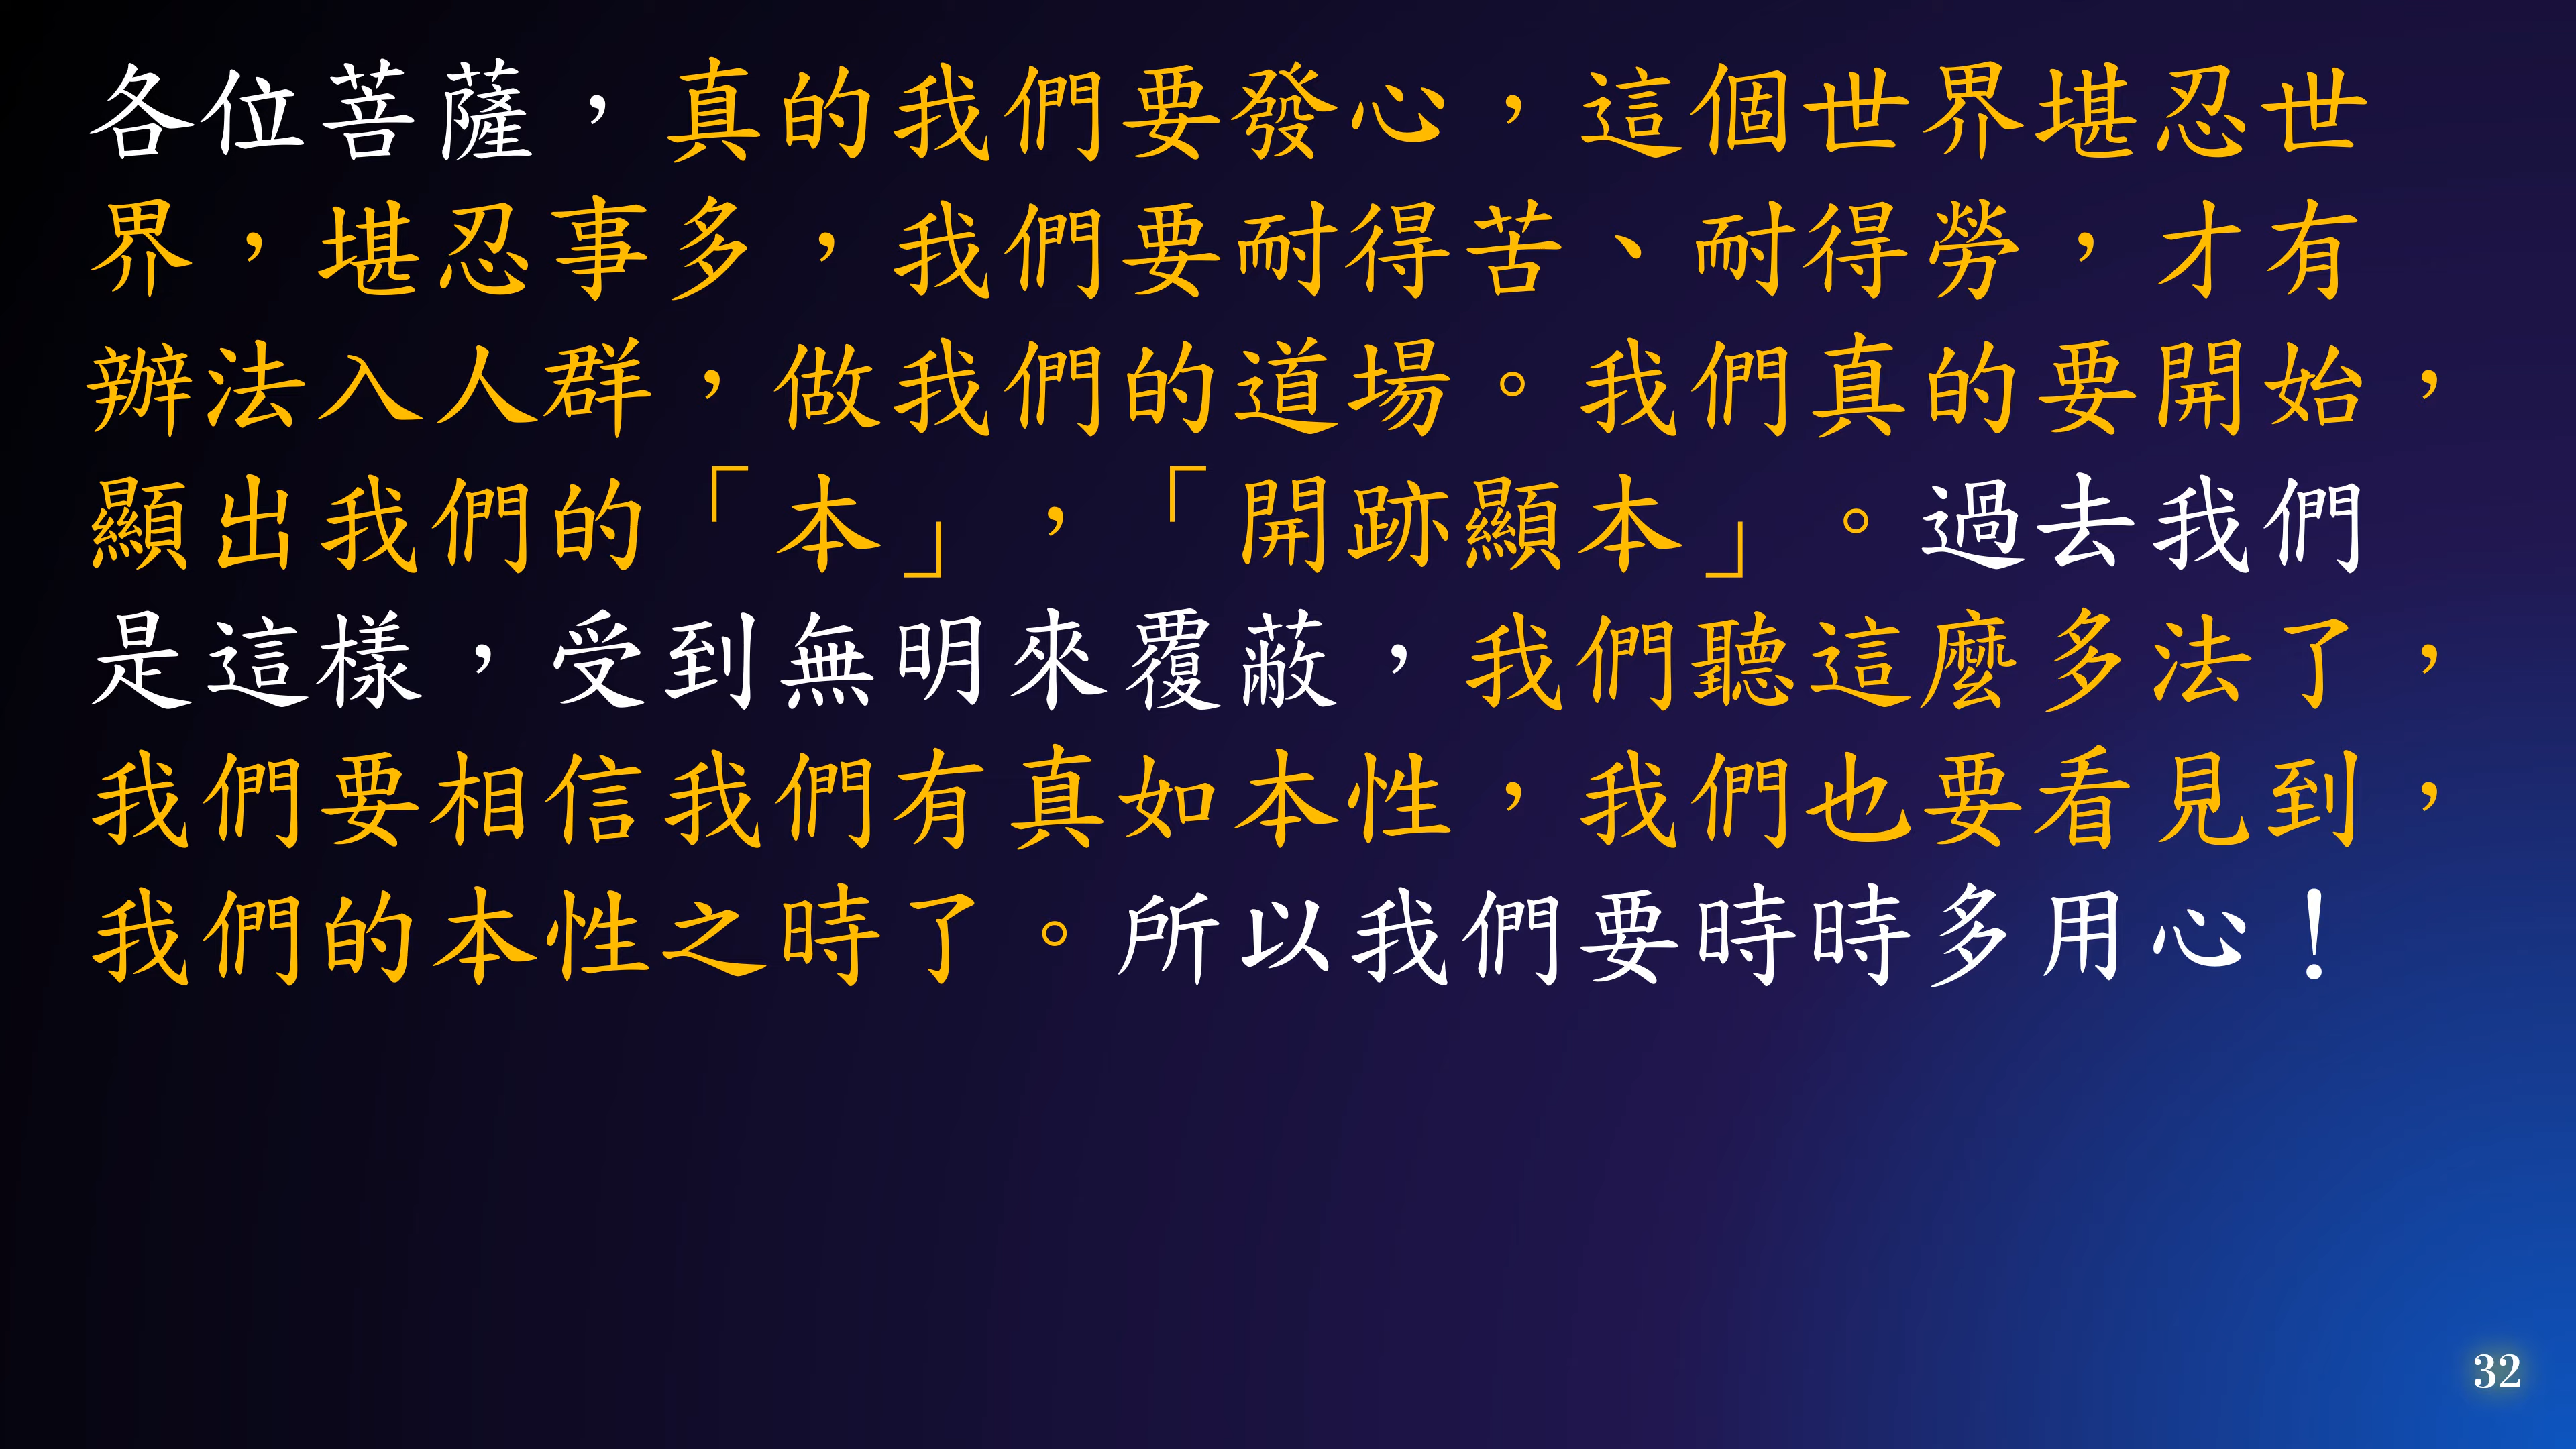 各位菩薩，真的我們要發心，這個世界堪忍世
界，堪忍事多，我們要耐得苦、耐得勞，才有
辦法入人群，做我們的道場。我們真的要開始，
顯出我們的「本」，「開跡顯本」。過去我們
是這樣，受到無明來覆蔽，我們聽這麼多法了，
我們要相信我們有真如本性，我們也要看見到，
我們的本性之時了。所以我們要時時多用心！
32